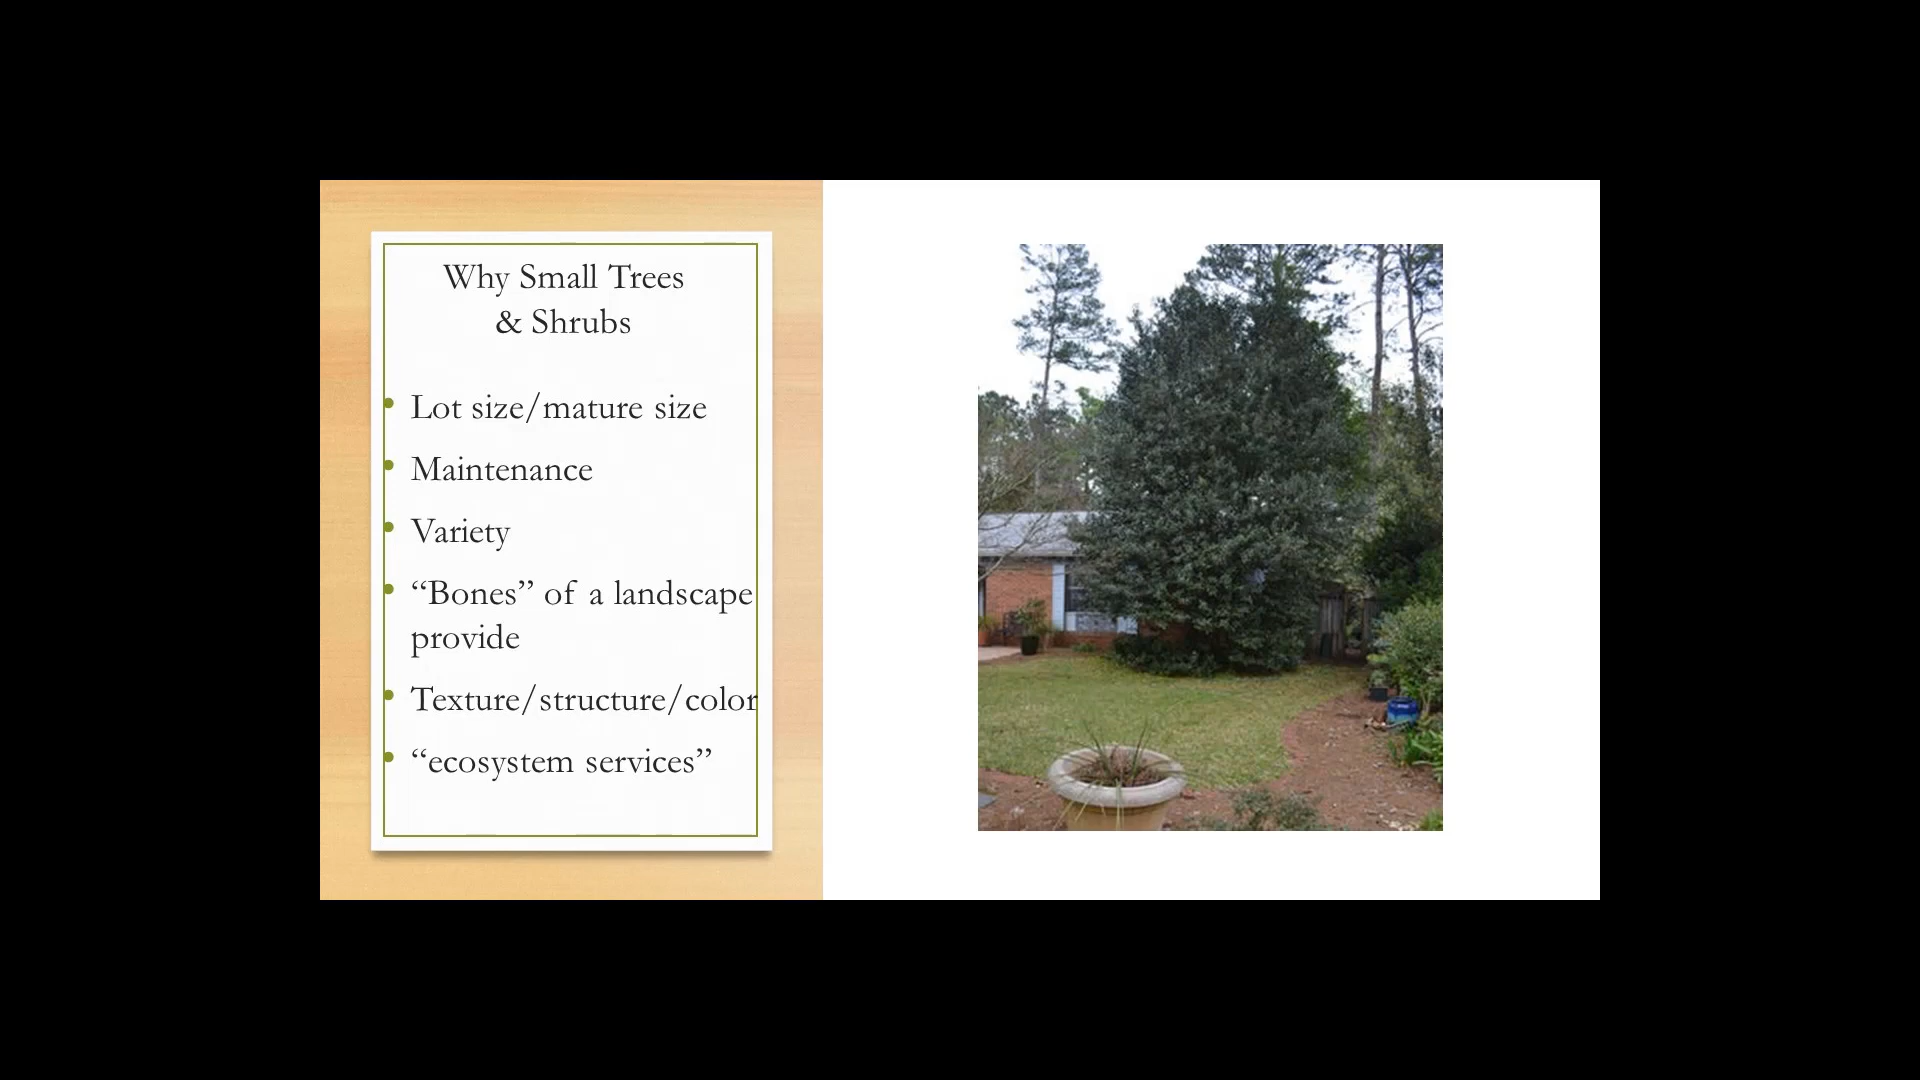 Why Small Trees
& Shrubs
• Lot size/mature size
• Maintenance
• Variety
• “Bones” of a landscape
provide
• Texture/structure/color
• “ecosystem services”